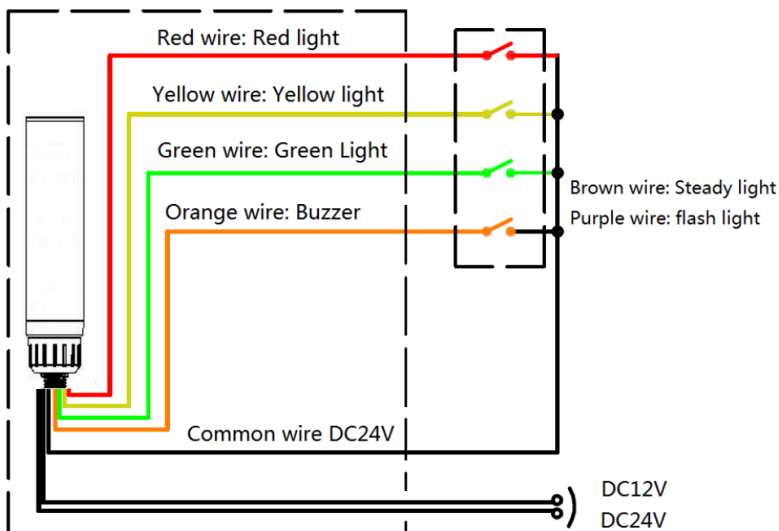 Red wire: Red light
Yellow wire: Yellow light
Green wire: Green Light
Orange wire: Buzzer
Brown wire: Steady light
Purple wire: flash light
Common wire DC24V
DC12V
DC24V